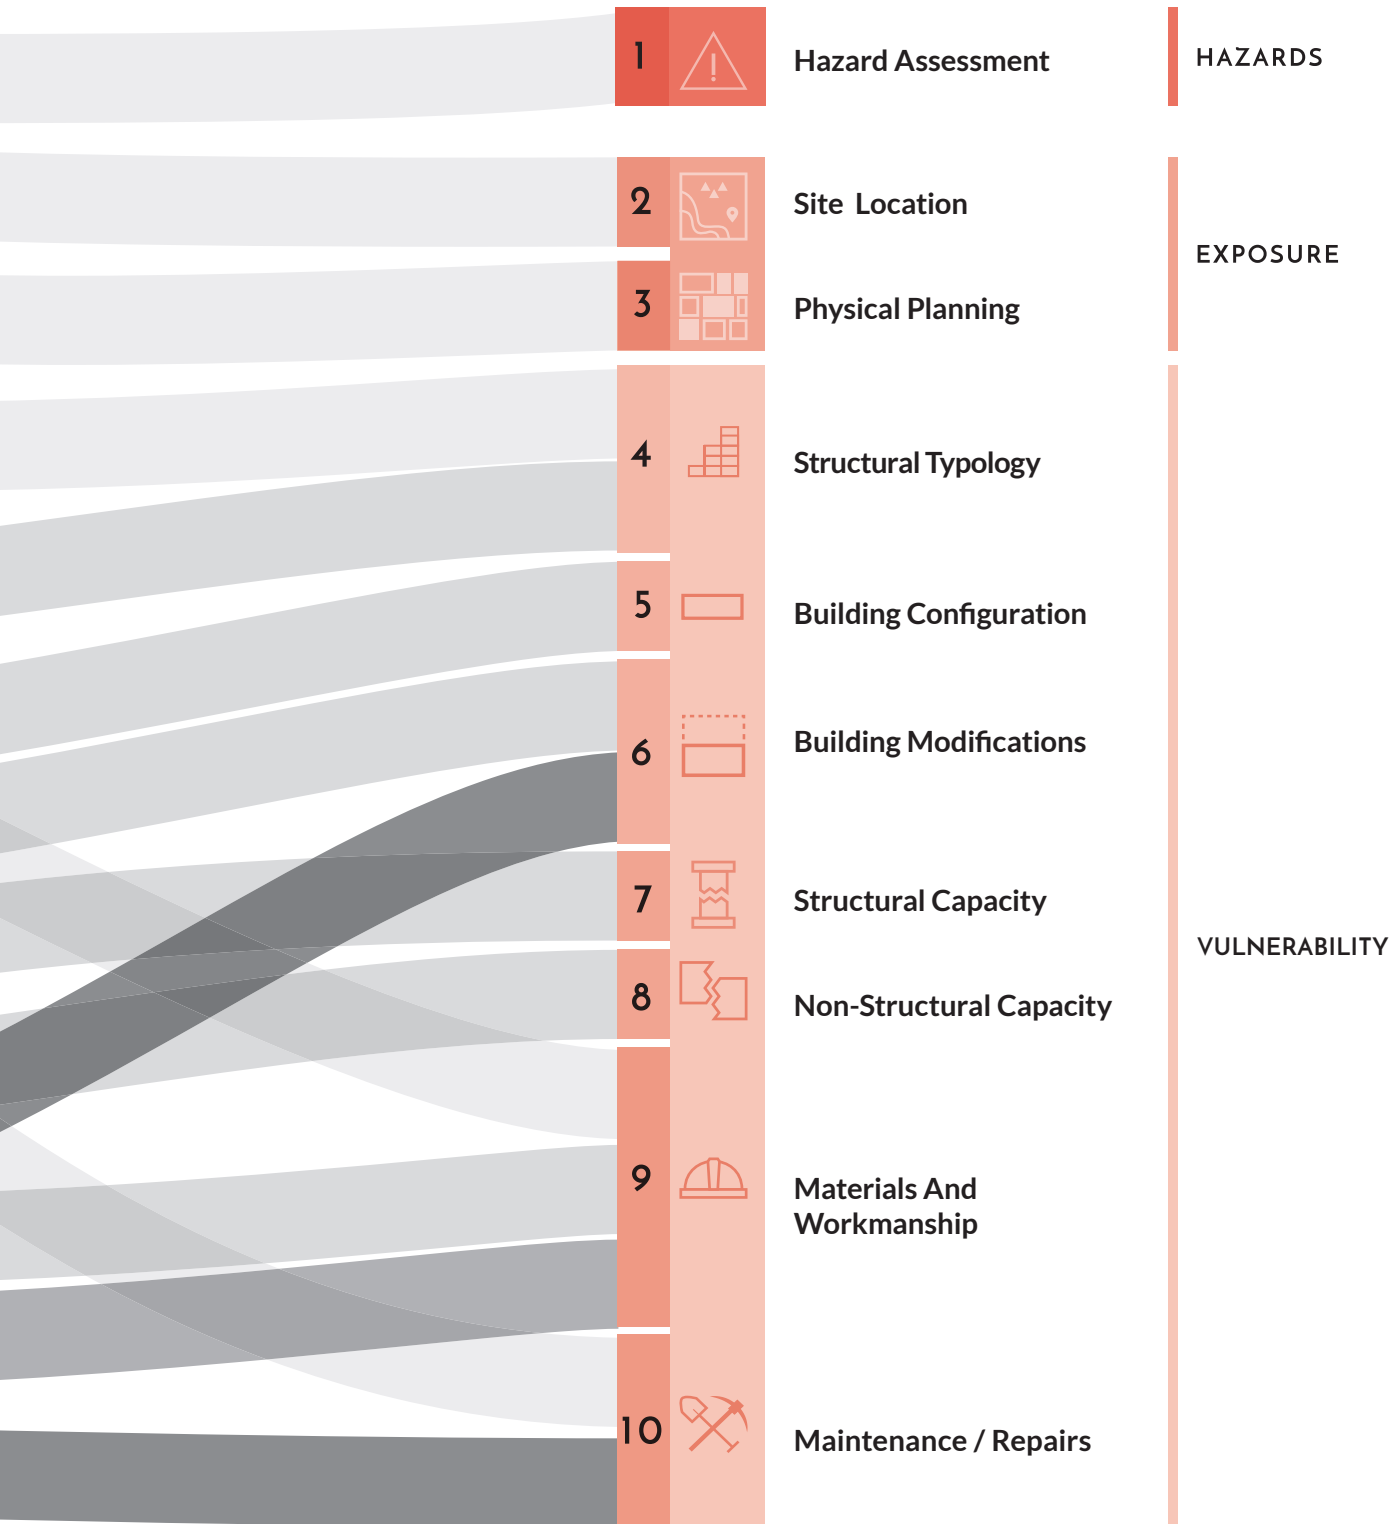 1 Hazard Assessment HAZARDS
2 Site Location
EXPOSURE
3 Physical Planning
4 Structural Typology
5 Building Configuration
6 Building Modifications
7 Structural Capacity
VULNERABILITY
8 Non-Structural Capacity
9 Materials And
Workmanship
10 Maintenance / Repairs